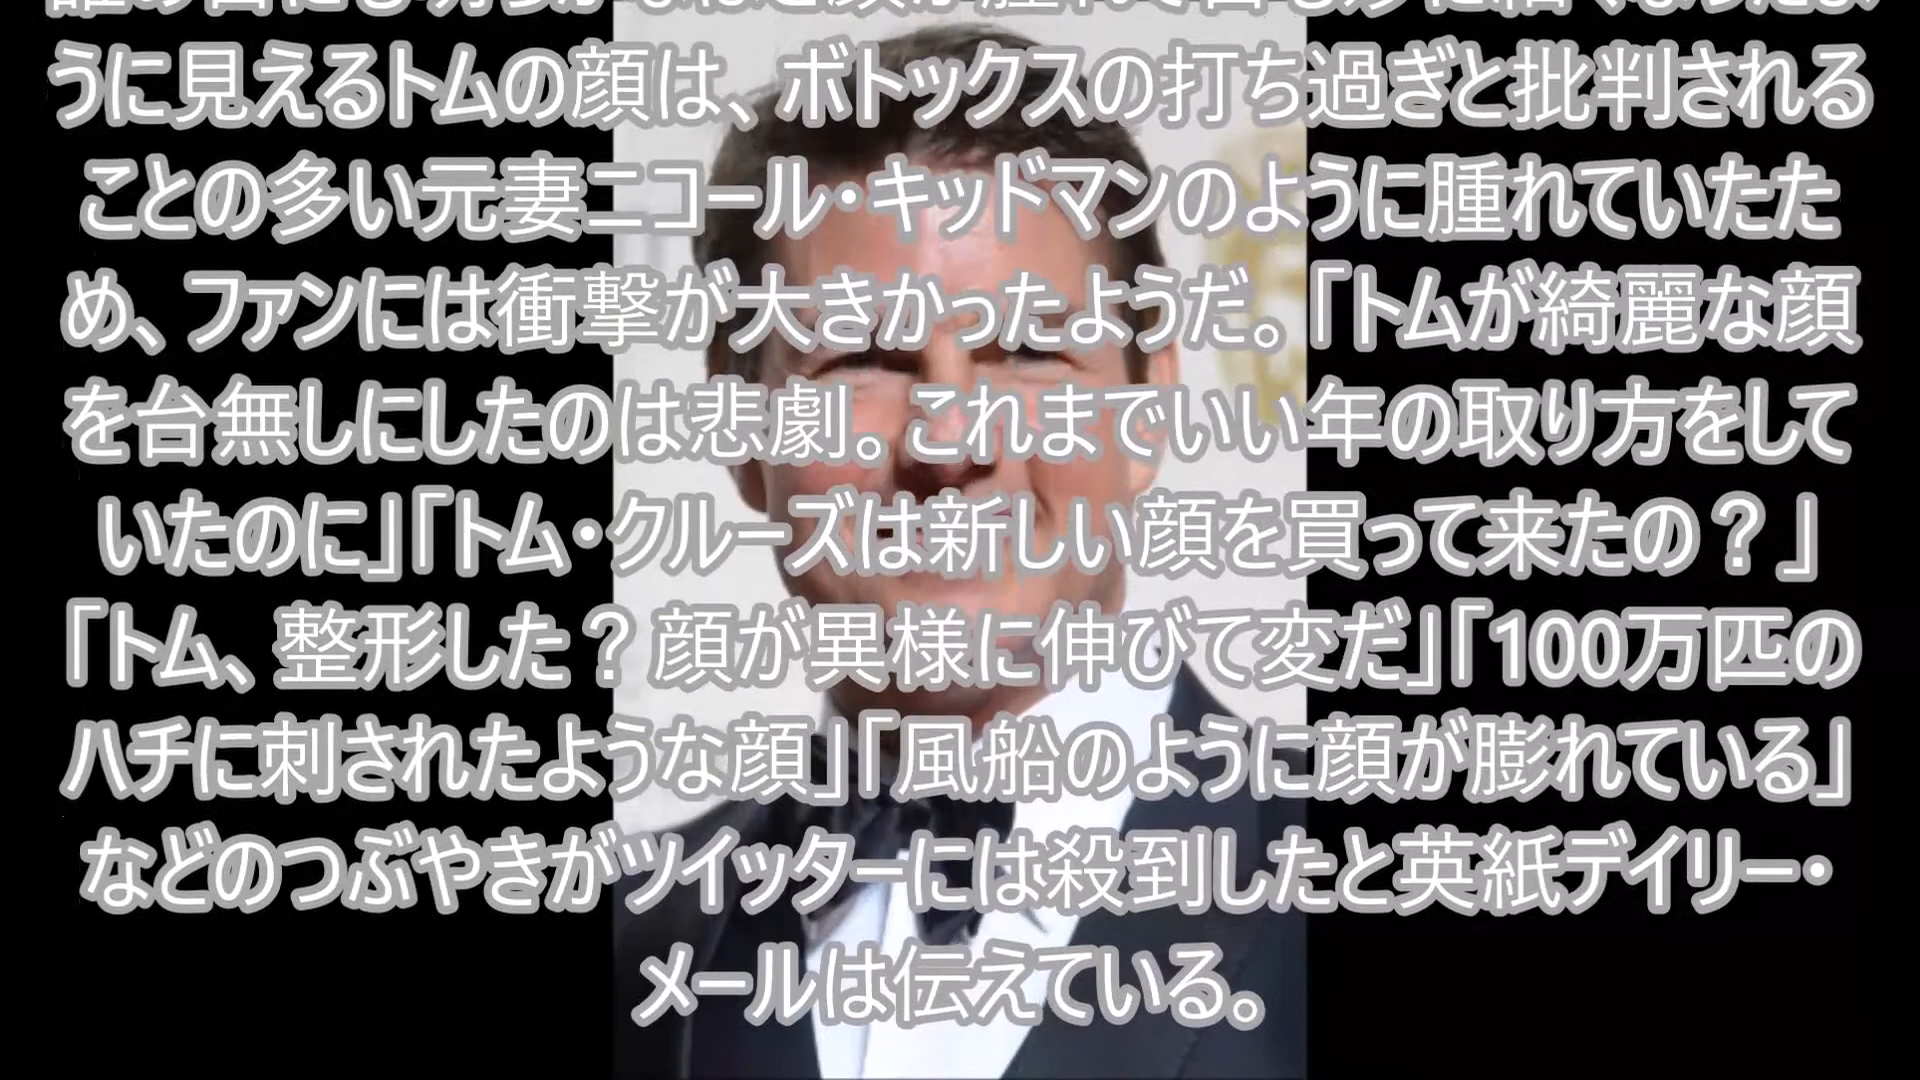 うに見えるトムの顔は、ボトックスの打ち過ぎと批判される
ことの多い元妻ニコール・キッドマンのように腫れていたた
め、ファンには衝撃が大きかったようだ。「トムが綺麗な顔
を台無しにしたのは悲劇。これまでいい年の取り方をして
いたのに」「トム・クルーズは新しい顔を買って来たの？」
「トム、整形した？顔が異様に伸びて変だ」「100万匹の
ハチに刺されたような顔」「風船のように顔が膨れている」
などのつぶやきがツイッターには殺到したと英紙デイリー・
メールは伝えている。